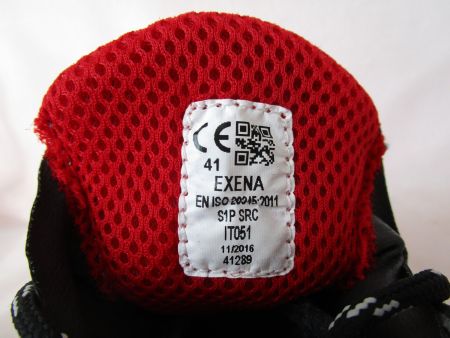 CE
41
EXENA
EN ISO 20345:2011
S1P SRC
IT051
11/2016
41289